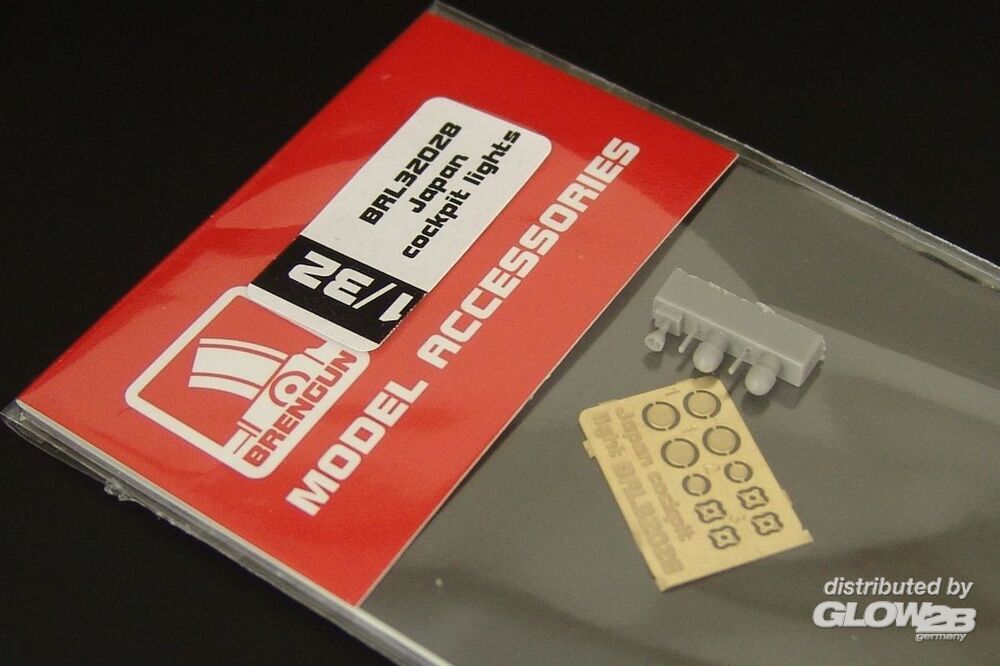 BRL32028
Japan
cockpit lights
1/32
BRENGUN
MODEL ACCESSORIES
Japan cockpit
light BRL32028
distributed by
GLOW2B
germany